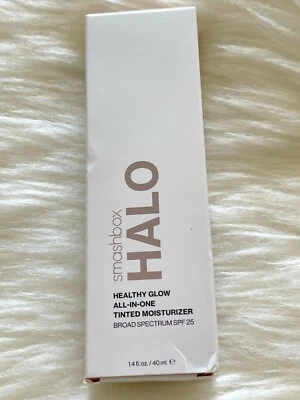 smashbox
HALO
HEALTHY GLOW
ALL-IN-ONE
TINTED MOISTURIZER
BROAD SPECTRUM SPF 25
1.4 fl. oz. / 40 ml ℮